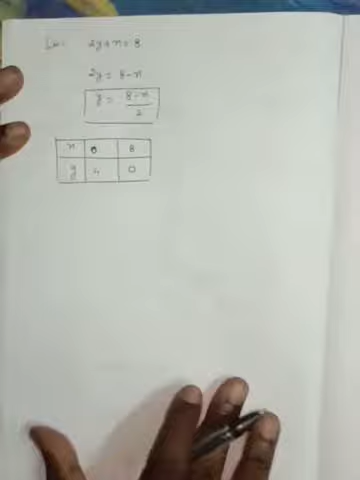 2y+x = 8
2y = 8-x
y = 8-x/2
x 0 8
y 4 0